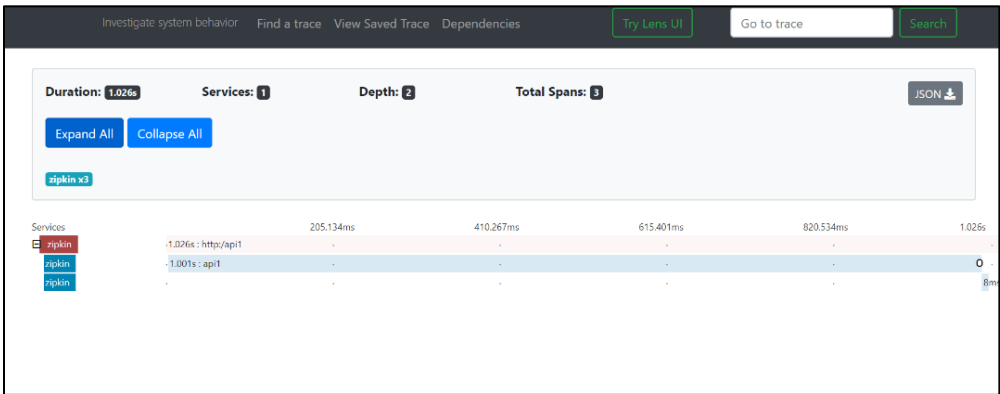 Investigate system behavior Find a trace View Saved Trace Dependencies Try Lens UI Go to trace Search
Duration: 1.026s Services: 1 Depth: 2 Total Spans: 3 JSON
Expand All Collapse All
zipkin x3
Services 205.134ms 410.267ms 615.401ms 820.534ms 1.026s
zipkin 1.026s : http:/api1
zipkin 1.001s : api1
zipkin 8ms